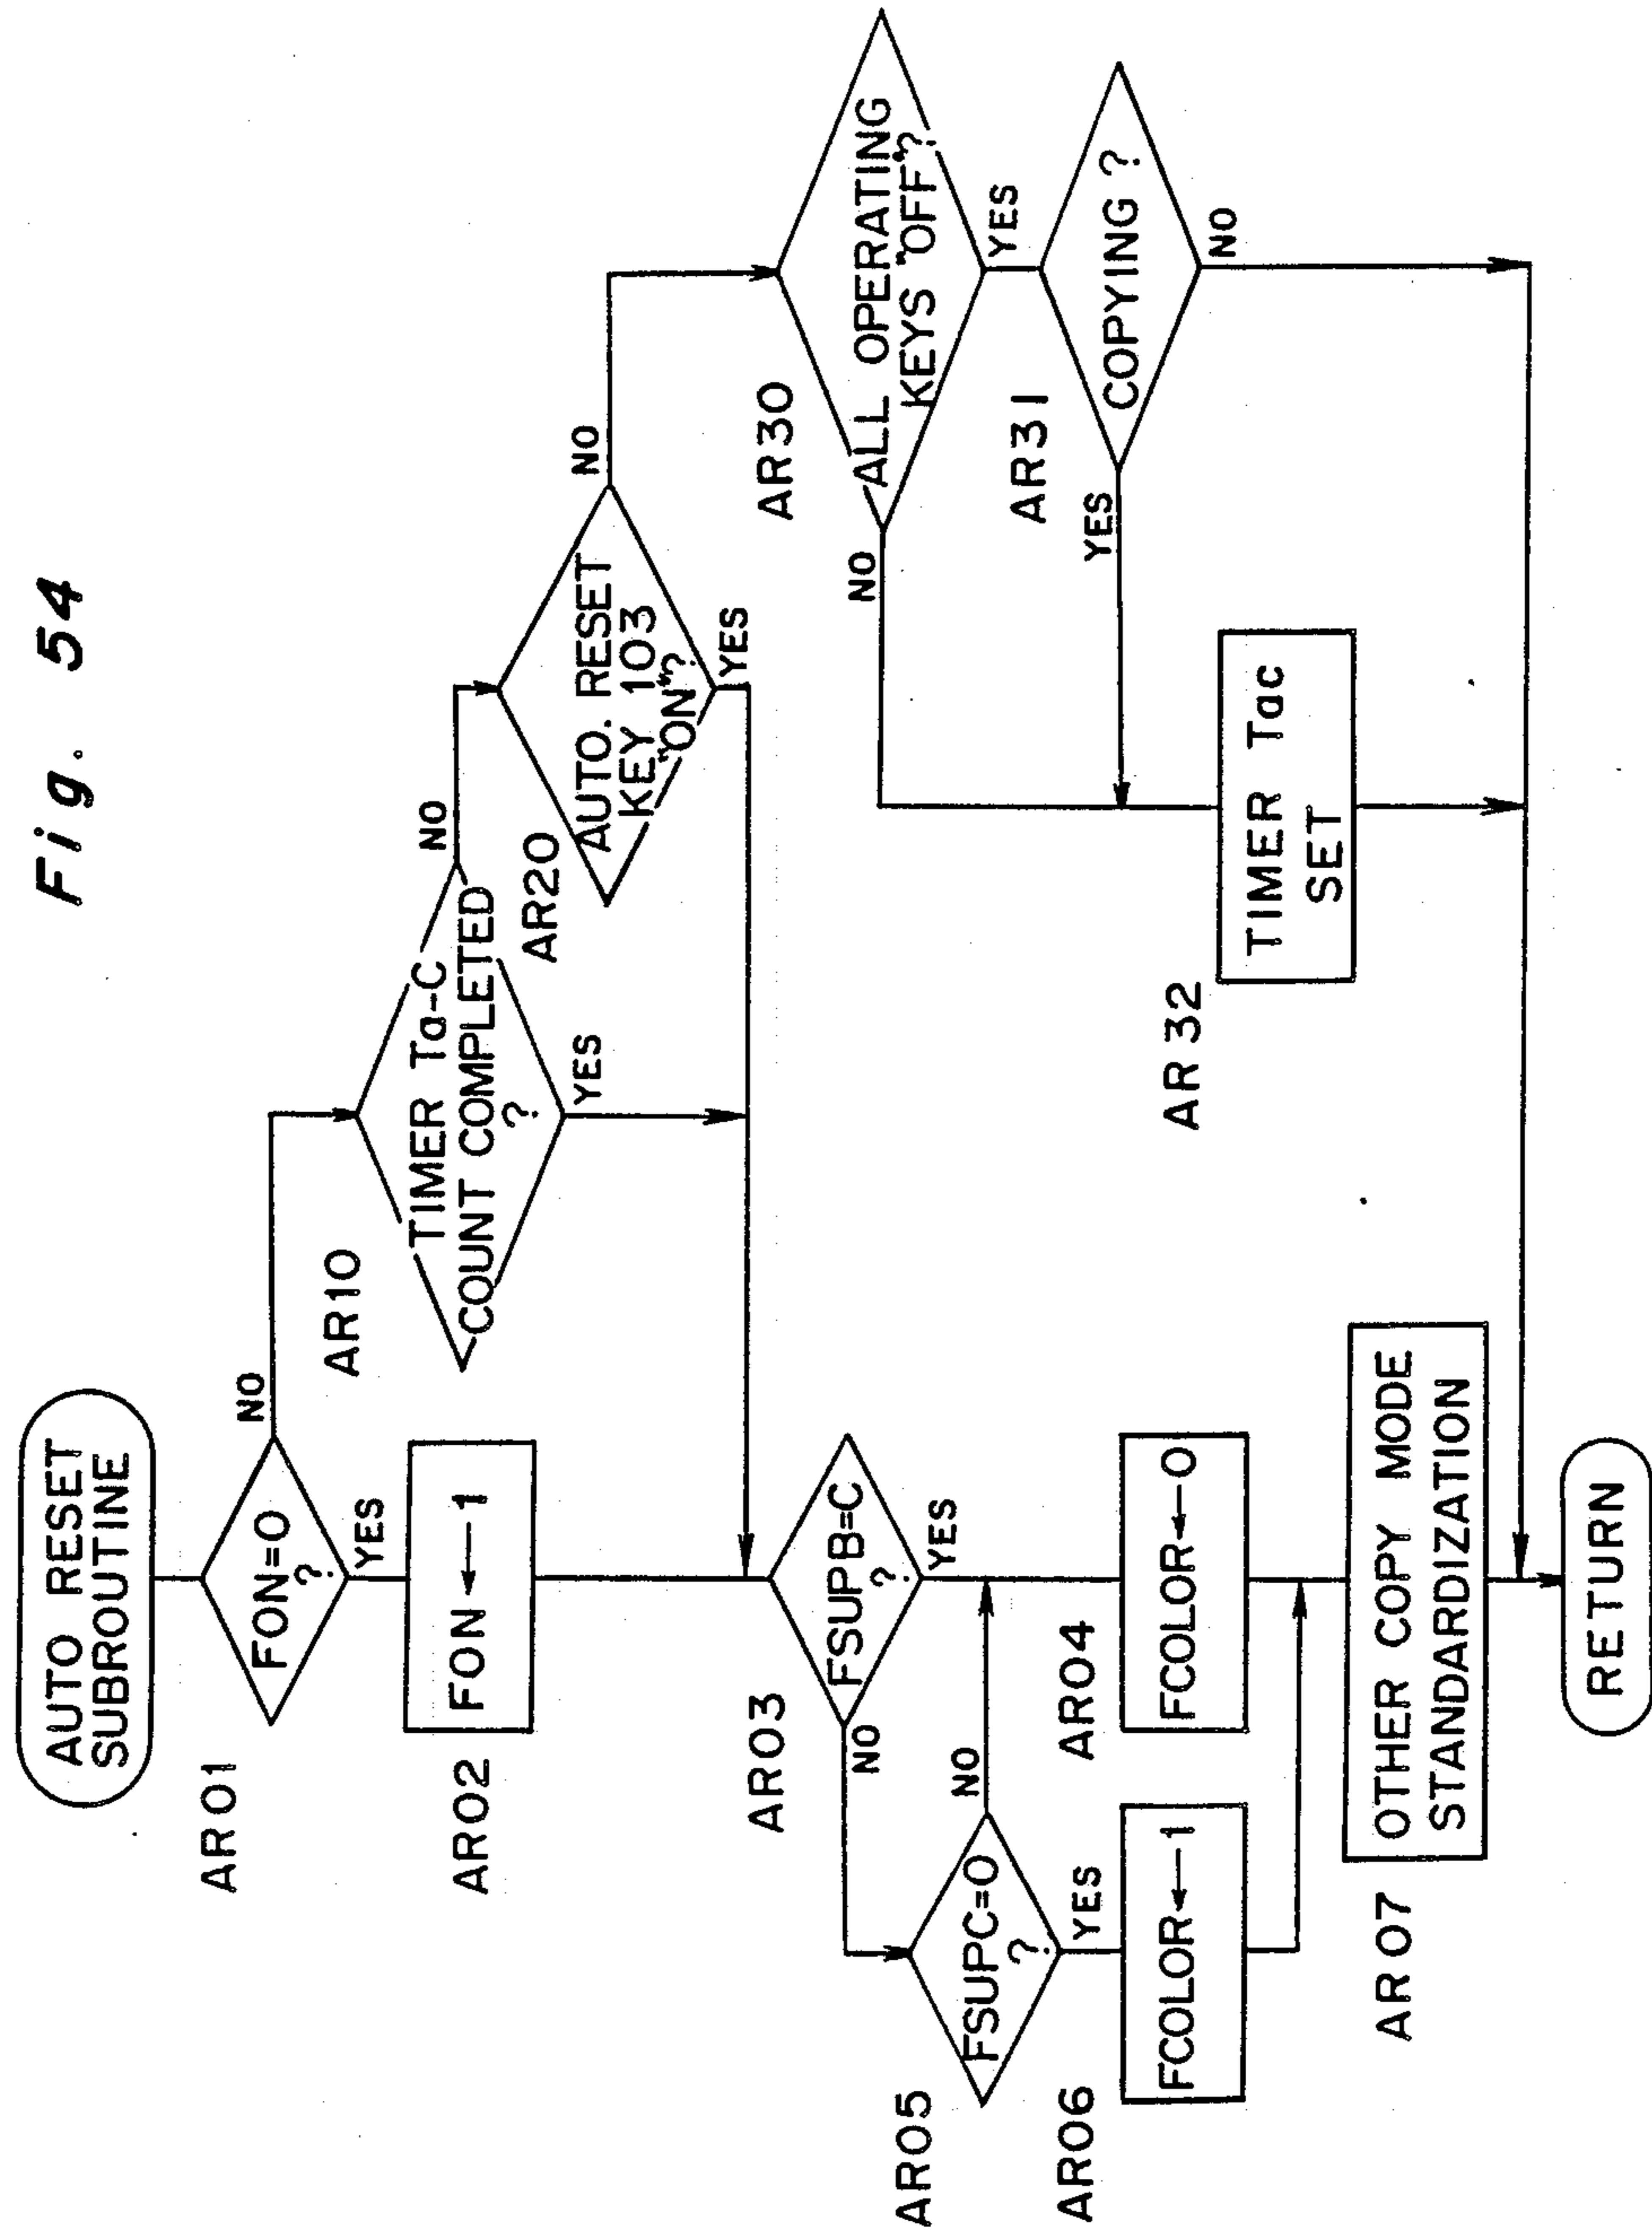 Fig. 54
AUTO RESET
SUBROUTINE
AR01
FON=0
?
NO
YES
AR02
FON←1
AR10
TIMER Ta-C
COUNT COMPLETED
?
NO
YES
AR20
AUTO. RESET
KEY 103
"ON"?
NO
YES
AR03
FSUPB=C
?
NO
YES
AR05
FSUPC=0
?
NO
YES
AR04
FCOLOR←0
AR06
FCOLOR←1
AR07
OTHER COPY MODE
STANDARDIZATION
AR30
ALL OPERATING
KEYS "OFF"?
NO
YES
AR31
COPYING ?
YES
NO
AR32
TIMER Tac
SET
RETURN